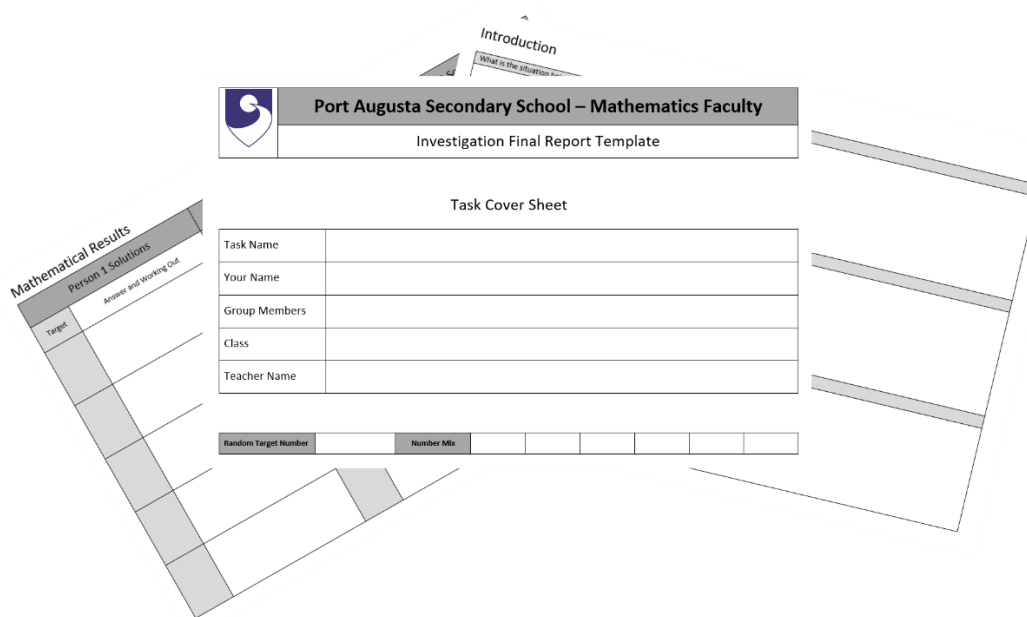 Introduction
What is the situation
Port Augusta Secondary School – Mathematics Faculty
Investigation Final Report Template
Task Cover Sheet
Task Name
Your Name
Group Members
Class
Teacher Name
Random Target Number Number Mix
Mathematical Results
Person 1 Solutions
Target Answer and Working Out